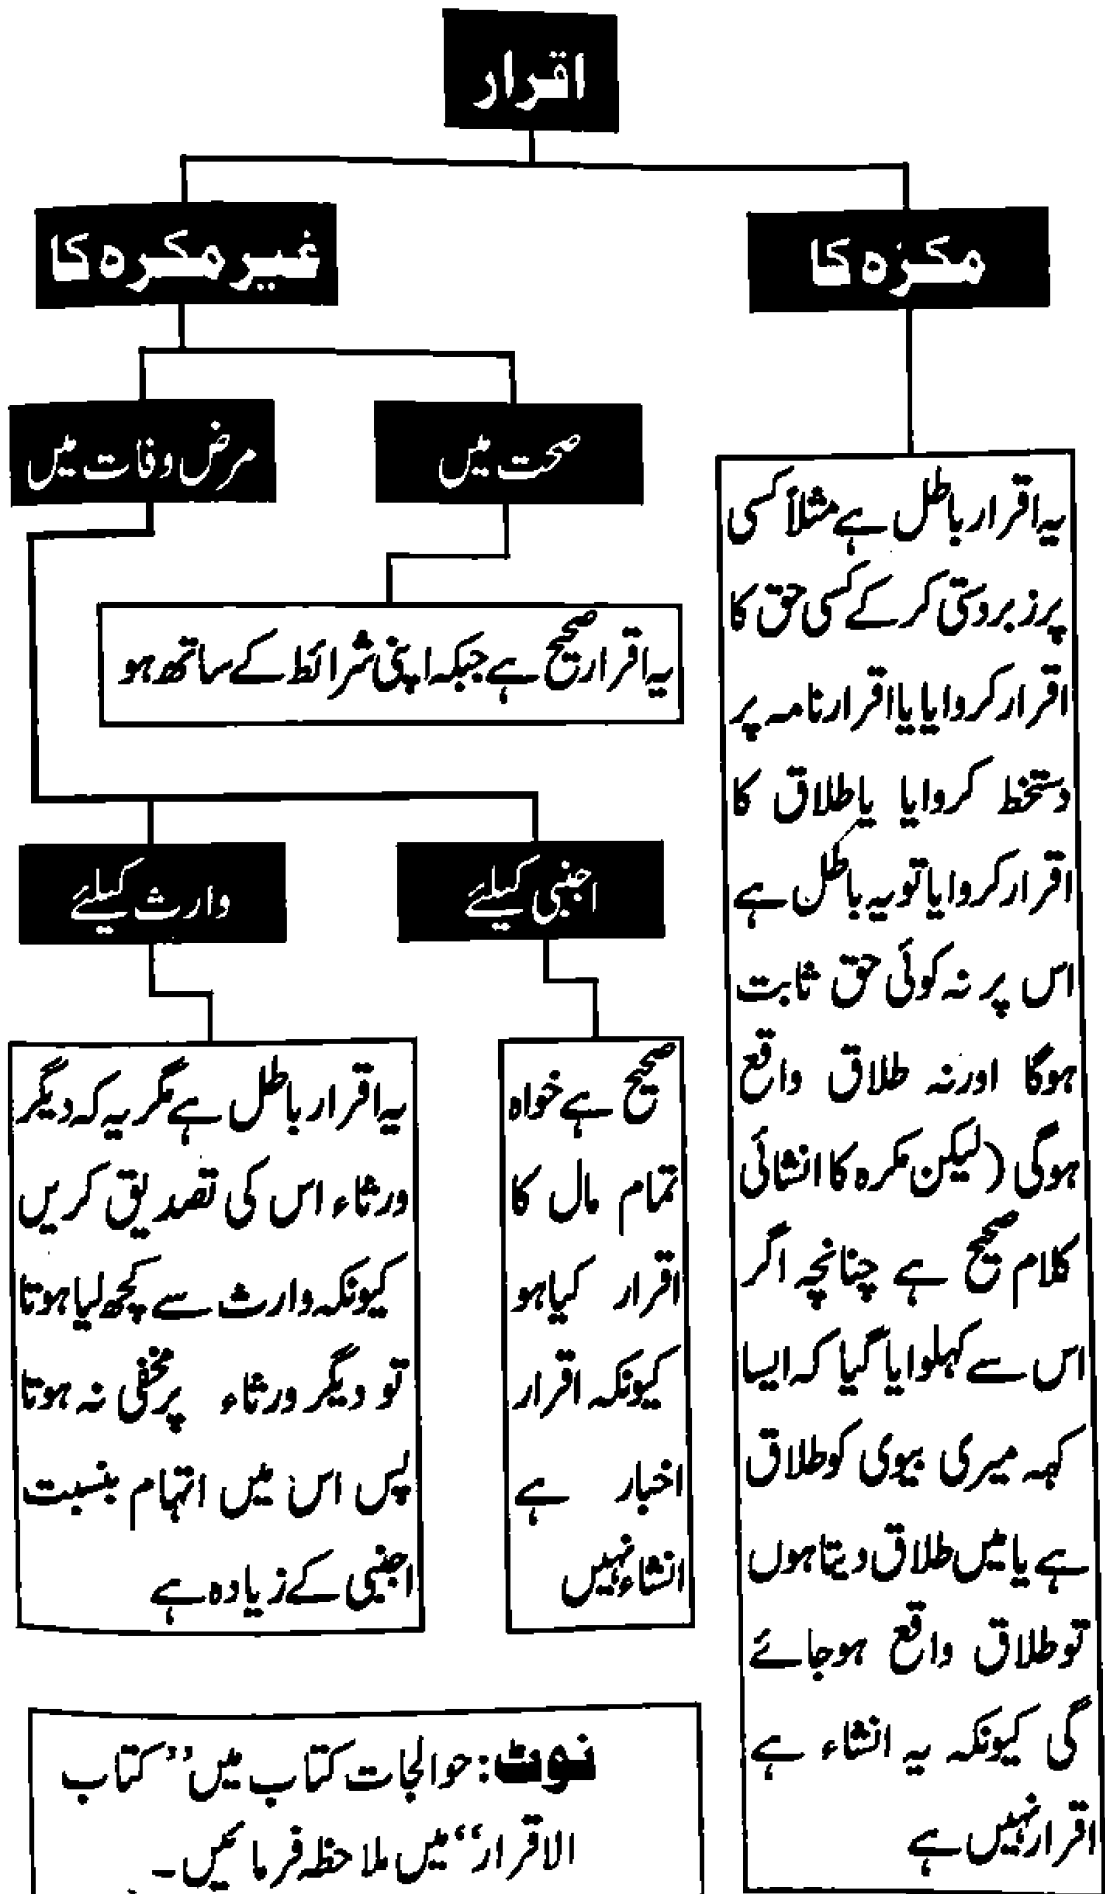 اقرار
مکرَہ کا
غیر مکرہ کا
یہ اقرار باطل ہے مثلاً کسی
پر زبردستی کر کے کسی حق کا
اقرار کروایا یا اقرار نامہ پر
دستخط کروایا یا طلاق کا
اقرار کروایا تو یہ باطل ہے
اس پر نہ کوئی حق ثابت
ہوگا اور نہ طلاق واقع
ہوگی (لیکن مکرہ کا انشائی
کلام صحیح ہے چنانچہ اگر
اس سے کہلوایا گیا کہ ایسا
کہہ میری بیوی کو طلاق
ہے یا میں طلاق دیتا ہوں
تو طلاق واقع ہو جائے
گی کیونکہ یہ انشاء ہے
اقرار نہیں ہے
صحت میں
مرض وفات میں
یہ اقرار صحیح ہے جبکہ اپنی شرائط کے ساتھ ہو
اجنبی کیلئے
وارث کیلئے
صحیح ہے خواہ
تمام مال کا
اقرار کیا ہو
کیونکہ اقرار
اخبار ہے
انشاء نہیں
یہ اقرار باطل ہے مگر یہ کہ دیگر
ورثاء اس کی تصدیق کریں
کیونکہ وارث سے کچھ لیا ہوتا
تو دیگر ورثاء پر مخفی نہ ہوتا
پس اس میں اتہام بنسبت
اجنبی کے زیادہ ہے
نوٹ: حوالجات کتاب میں ”کتاب
الاقرار“ میں ملاحظہ فرمائیں۔